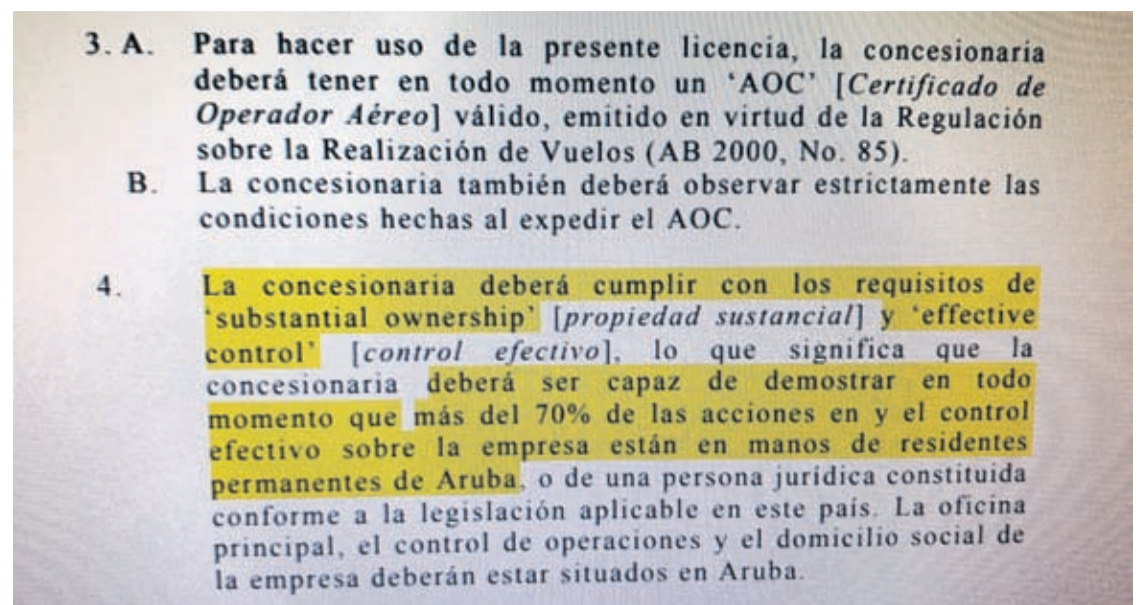 3. A. Para hacer uso de la presente licencia, la concesionaria
deberá tener en todo momento un ‘AOC’ [Certificado de
Operador Aéreo] válido, emitido en virtud de la Regulación
sobre la Realización de Vuelos (AB 2000, No. 85).
B. La concesionaria también deberá observar estrictamente las
condiciones hechas al expedir el AOC.
4. La concesionaria deberá cumplir con los requisitos de
‘substantial ownership’ [propiedad sustancial] y ‘effective
control’ [control efectivo], lo que significa que la
concesionaria deberá ser capaz de demostrar en todo
momento que más del 70% de las acciones en y el control
efectivo sobre la empresa están en manos de residentes
permanentes de Aruba, o de una persona jurídica constituida
conforme a la legislación aplicable en este país. La oficina
principal, el control de operaciones y el domicilio social de
la empresa deberán estar situados en Aruba.